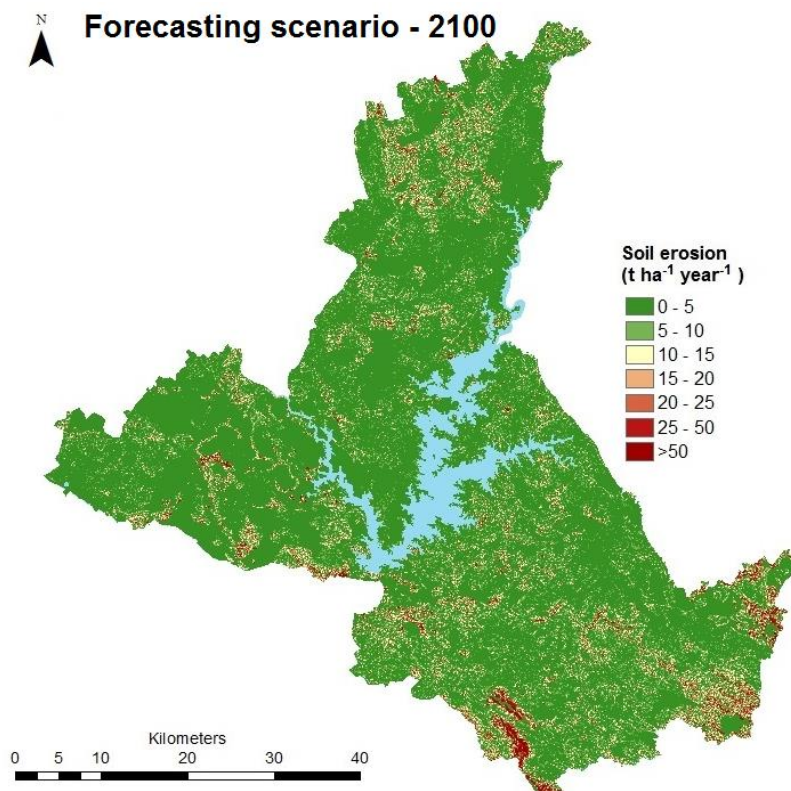 N
Forecasting scenario - 2100
Soil erosion
(t ha⁻¹ year⁻¹ )
0 - 5
5 - 10
10 - 15
15 - 20
20 - 25
25 - 50
>50
Kilometers
0 5 10 20 30 40